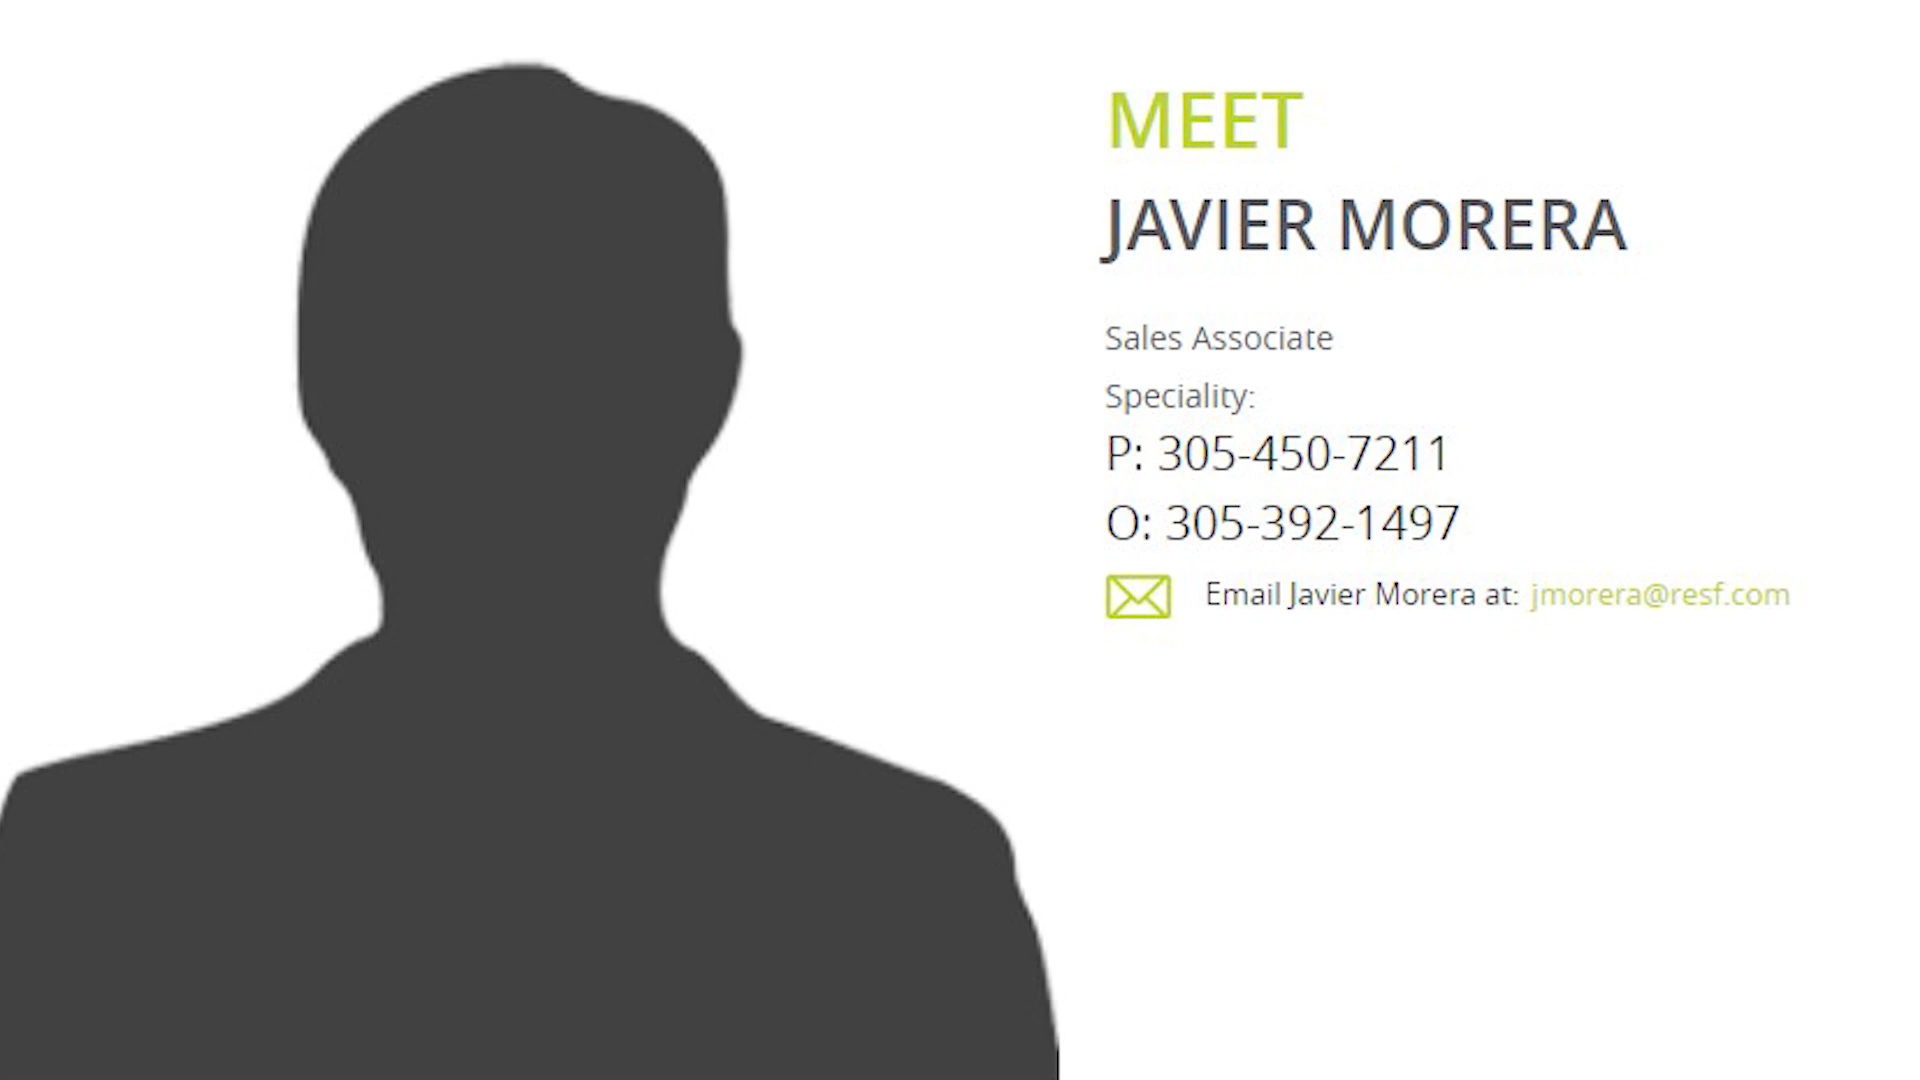 MEET
JAVIER MORERA
Sales Associate
Speciality:
P: 305-450-7211
O: 305-392-1497
Email Javier Morera at: jmorera@resf.com